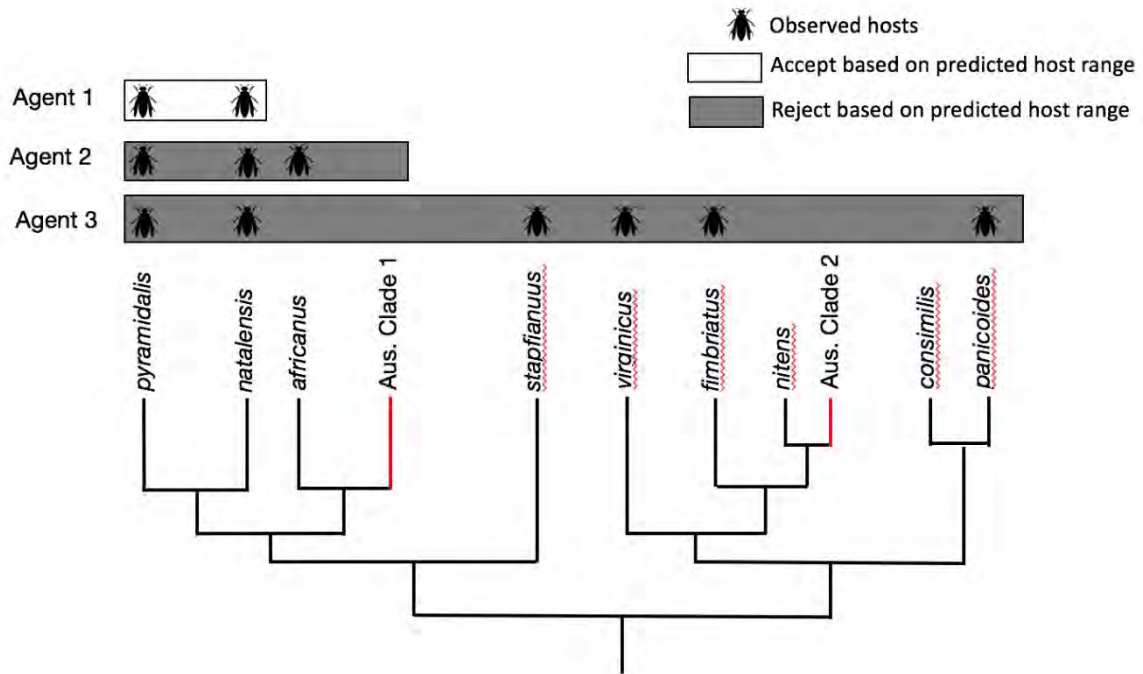 Observed hosts
Accept based on predicted host range
Reject based on predicted host range
Agent 1
Agent 2
Agent 3
pyramidalis
natalensis
africanus
Aus. Clade 1
stapfianuus
virginicus
fimbriatus
nitens
Aus. Clade 2
consimilis
panicoides